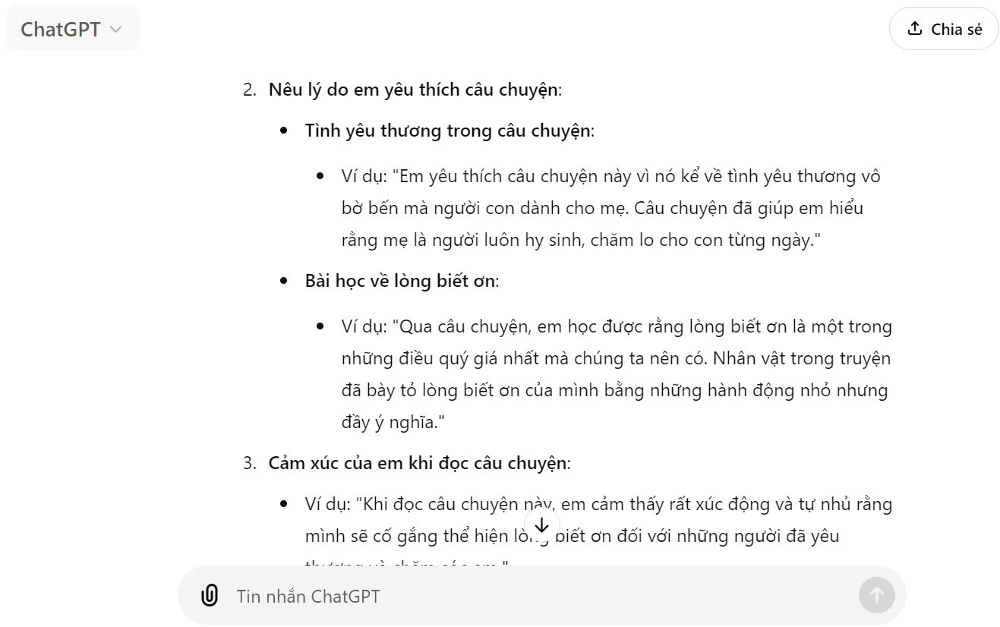 ChatGPT
Chia sẻ
2. Nêu lý do em yêu thích câu chuyện:
• Tình yêu thương trong câu chuyện:
• Ví dụ: "Em yêu thích câu chuyện này vì nó kể về tình yêu thương vô
bờ bến mà người con dành cho mẹ. Câu chuyện đã giúp em hiểu
rằng mẹ là người luôn hy sinh, chăm lo cho con từng ngày."
• Bài học về lòng biết ơn:
• Ví dụ: "Qua câu chuyện, em học được rằng lòng biết ơn là một trong
những điều quý giá nhất mà chúng ta nên có. Nhân vật trong truyện
đã bày tỏ lòng biết ơn của mình bằng những hành động nhỏ nhưng
đầy ý nghĩa."
3. Cảm xúc của em khi đọc câu chuyện:
• Ví dụ: "Khi đọc câu chuyện này, em cảm thấy rất xúc động và tự nhủ rằng
mình sẽ cố gắng thể hiện lòng biết ơn đối với những người đã yêu
Tin nhắn ChatGPT